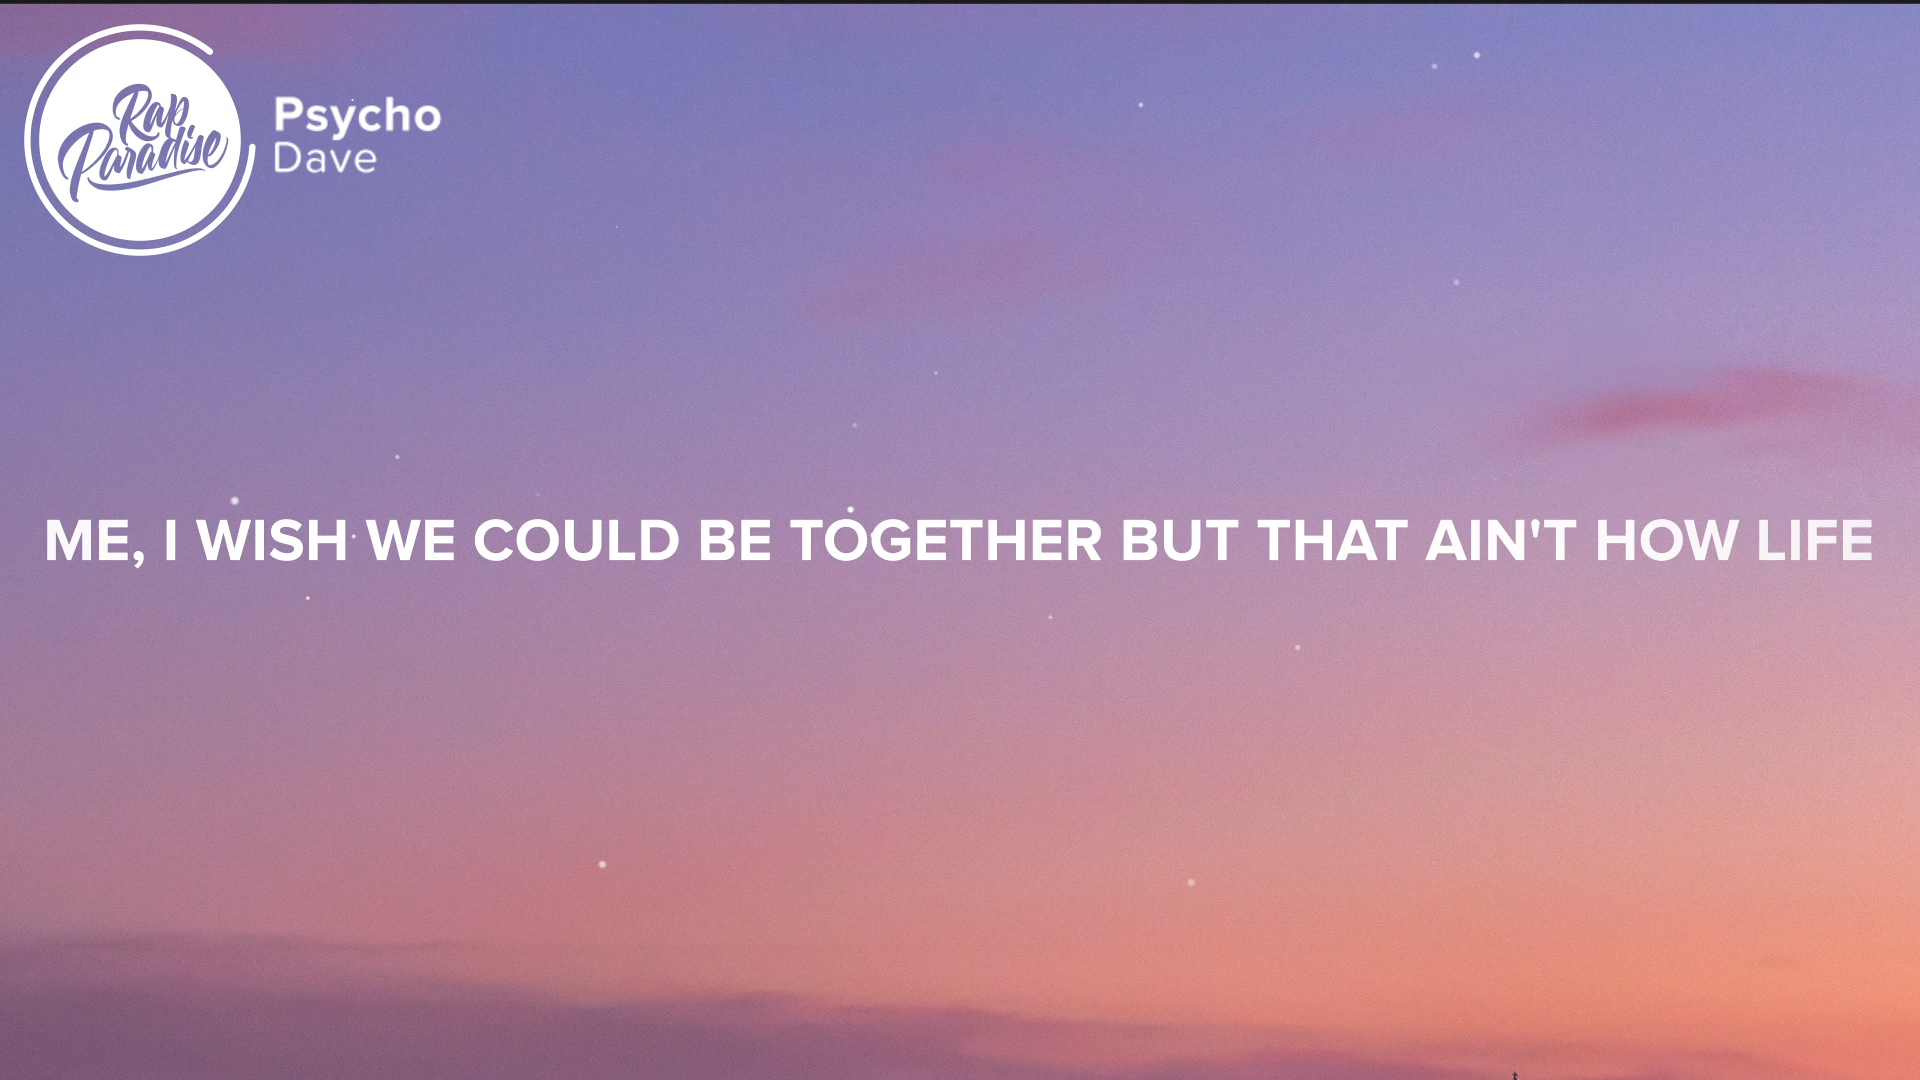 Rap
Paradise
Psycho
Dave
ME, I WISH WE COULD BE TOGETHER BUT THAT AIN'T HOW LIFE